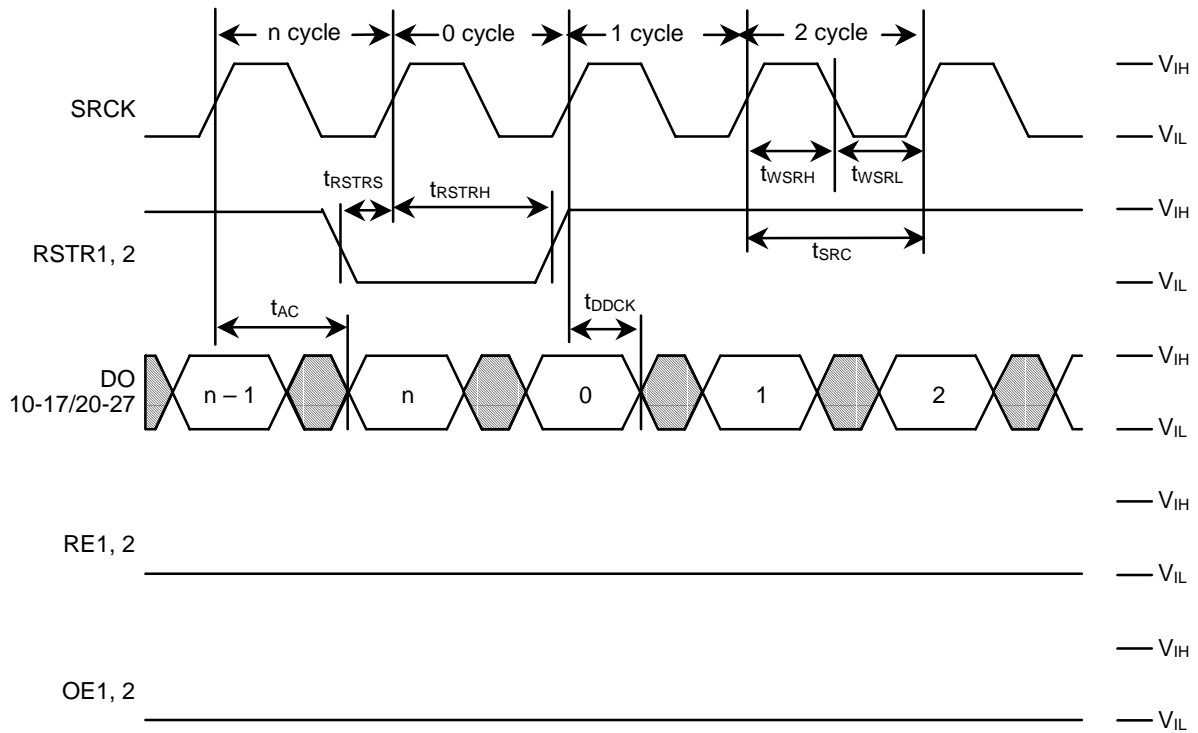 n cycle 0 cycle 1 cycle 2 cycle
SRCK
VIH
VIL
tWSRH tWSRL
tRSTRS tRSTRH
RSTR1, 2
VIH
VIL
tSRC
tAC tDDCK
DO
10-17/20-27
n – 1 n 0 1 2
VIH
VIL
RE1, 2
VIH
VIL
OE1, 2
VIH
VIL